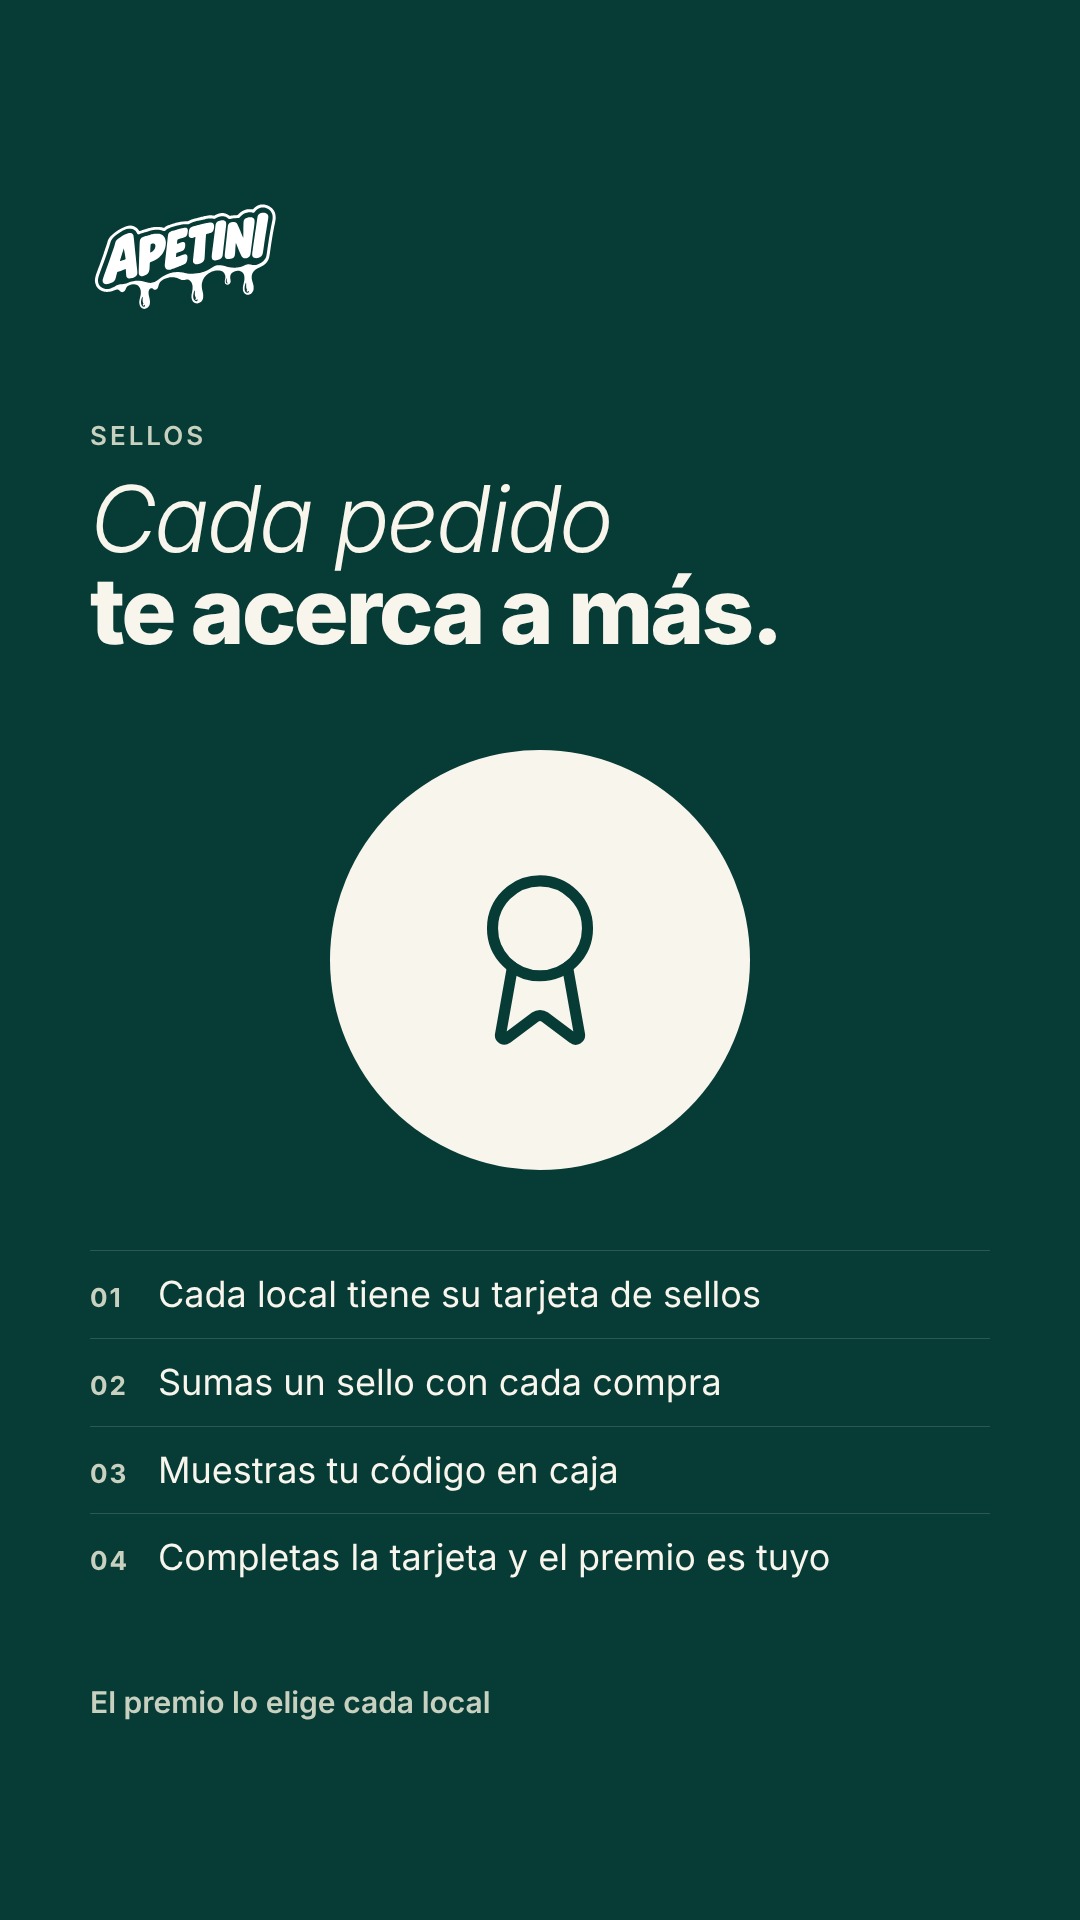 APETINI
SELLOS
Cada pedido
te acerca a más.
01 Cada local tiene su tarjeta de sellos
02 Sumas un sello con cada compra
03 Muestras tu código en caja
04 Completas la tarjeta y el premio es tuyo
El premio lo elige cada local